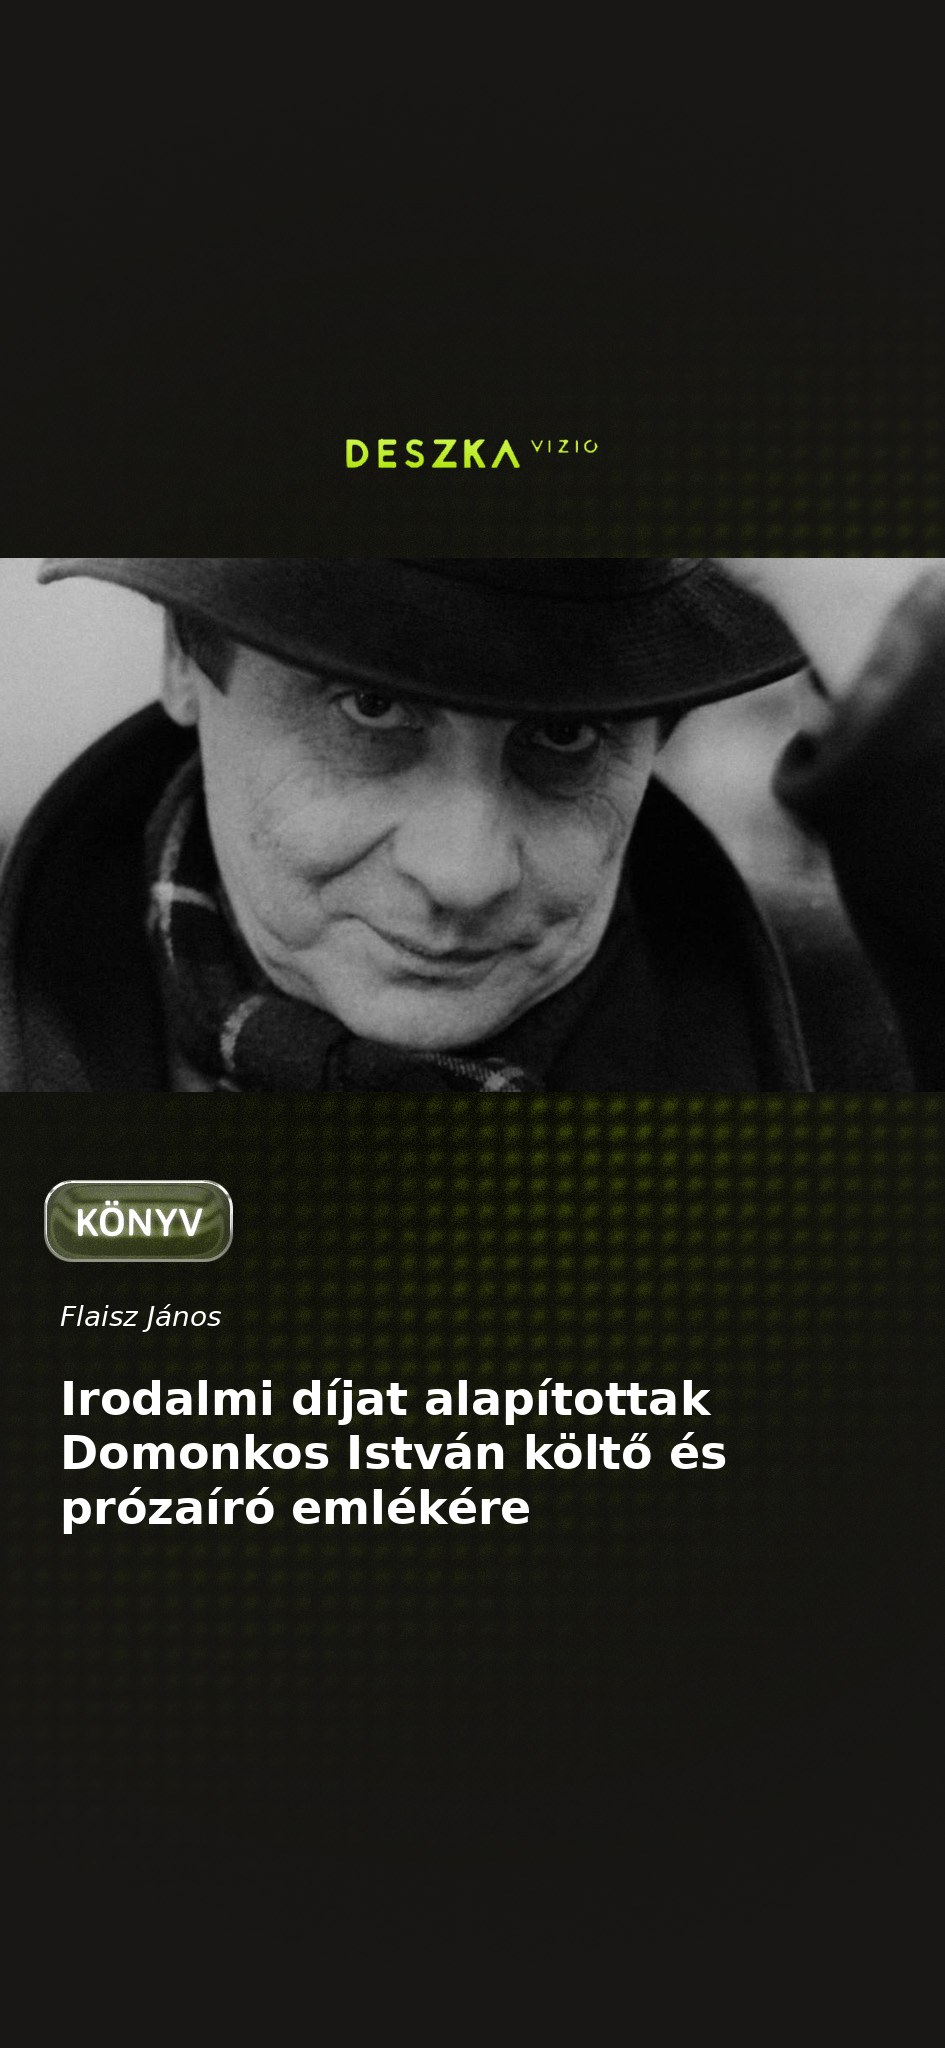 DESZKA VIZIO
KÖNYV
Flaisz János
Irodalmi díjat alapítottak
Domonkos István költő és
prózaíró emlékére